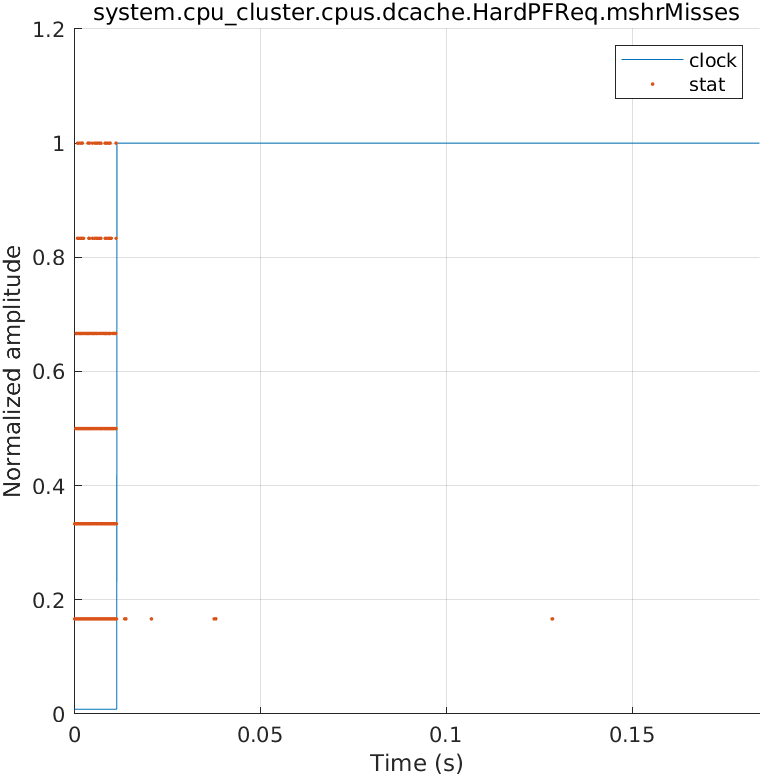 system.cpu_cluster.cpus.dcache.HardPFReq.mshrMisses
clock
stat
Normalized amplitude
1.2
1
0.8
0.6
0.4
0.2
0
0 0.05 0.1 0.15
Time (s)